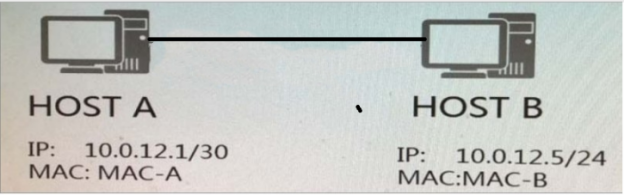 HOST A
IP: 10.0.12.1/30
MAC: MAC-A
HOST B
IP: 10.0.12.5/24
MAC:MAC-B